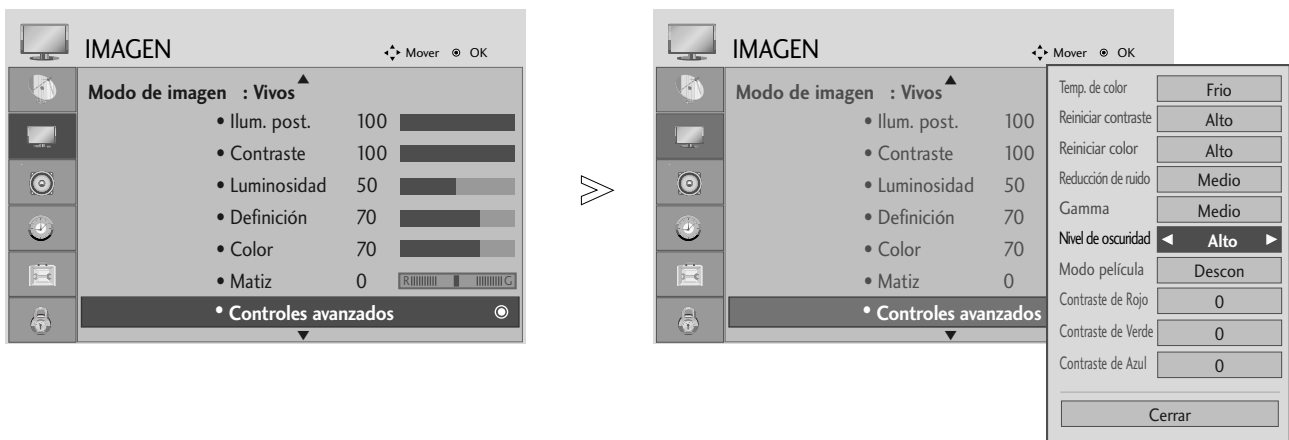 IMAGEN
Mover OK
Modo de imagen : Vivos
• Ilum. post. 100
• Contraste 100
• Luminosidad 50
• Definición 70
• Color 70
• Matiz 0 R G
• Controles avanzados
IMAGEN
Mover OK
Modo de imagen : Vivos
• Ilum. post. 100
• Contraste 100
• Luminosidad 50
• Definición 70
• Color 70
• Matiz 0
• Controles avanzados
Temp. de color Frio
Reiniciar contraste Alto
Reiniciar color Alto
Reducción de ruido Medio
Gamma Medio
Nivel de oscuridad ◄ Alto ►
Modo película Descon
Contraste de Rojo 0
Contraste de Verde 0
Contraste de Azul 0
Cerrar